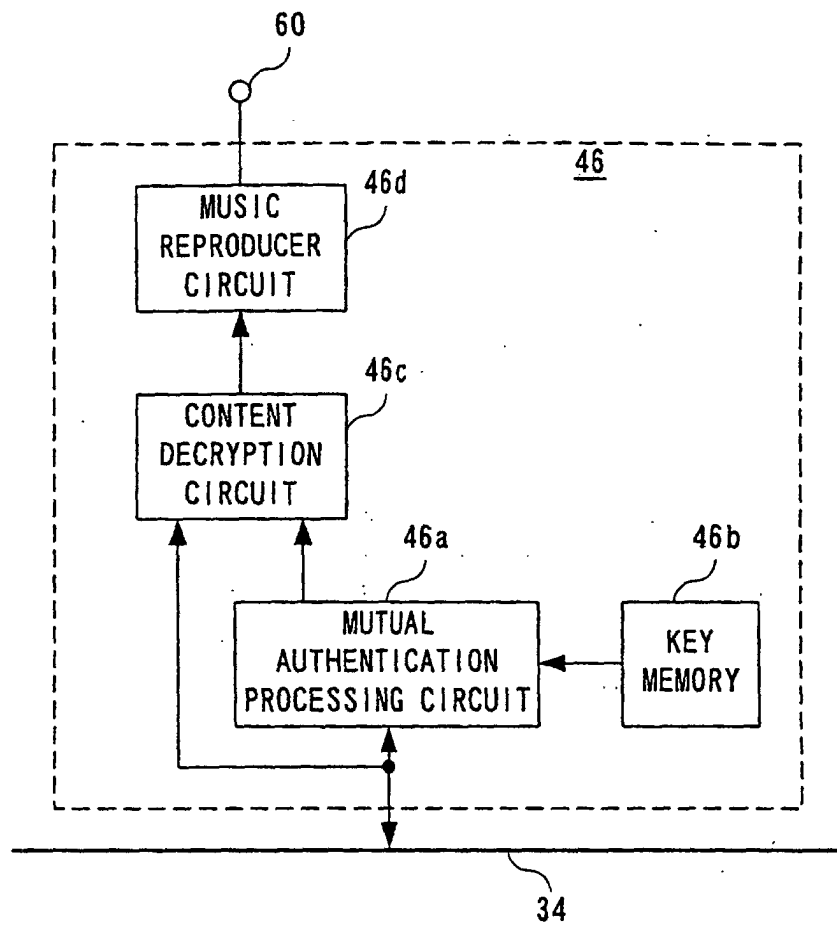 60
46
46d
MUSIC
REPRODUCER
CIRCUIT
46c
CONTENT
DECRYPTION
CIRCUIT
46a
46b
MUTUAL
AUTHENTICATION
PROCESSING CIRCUIT
KEY
MEMORY
34